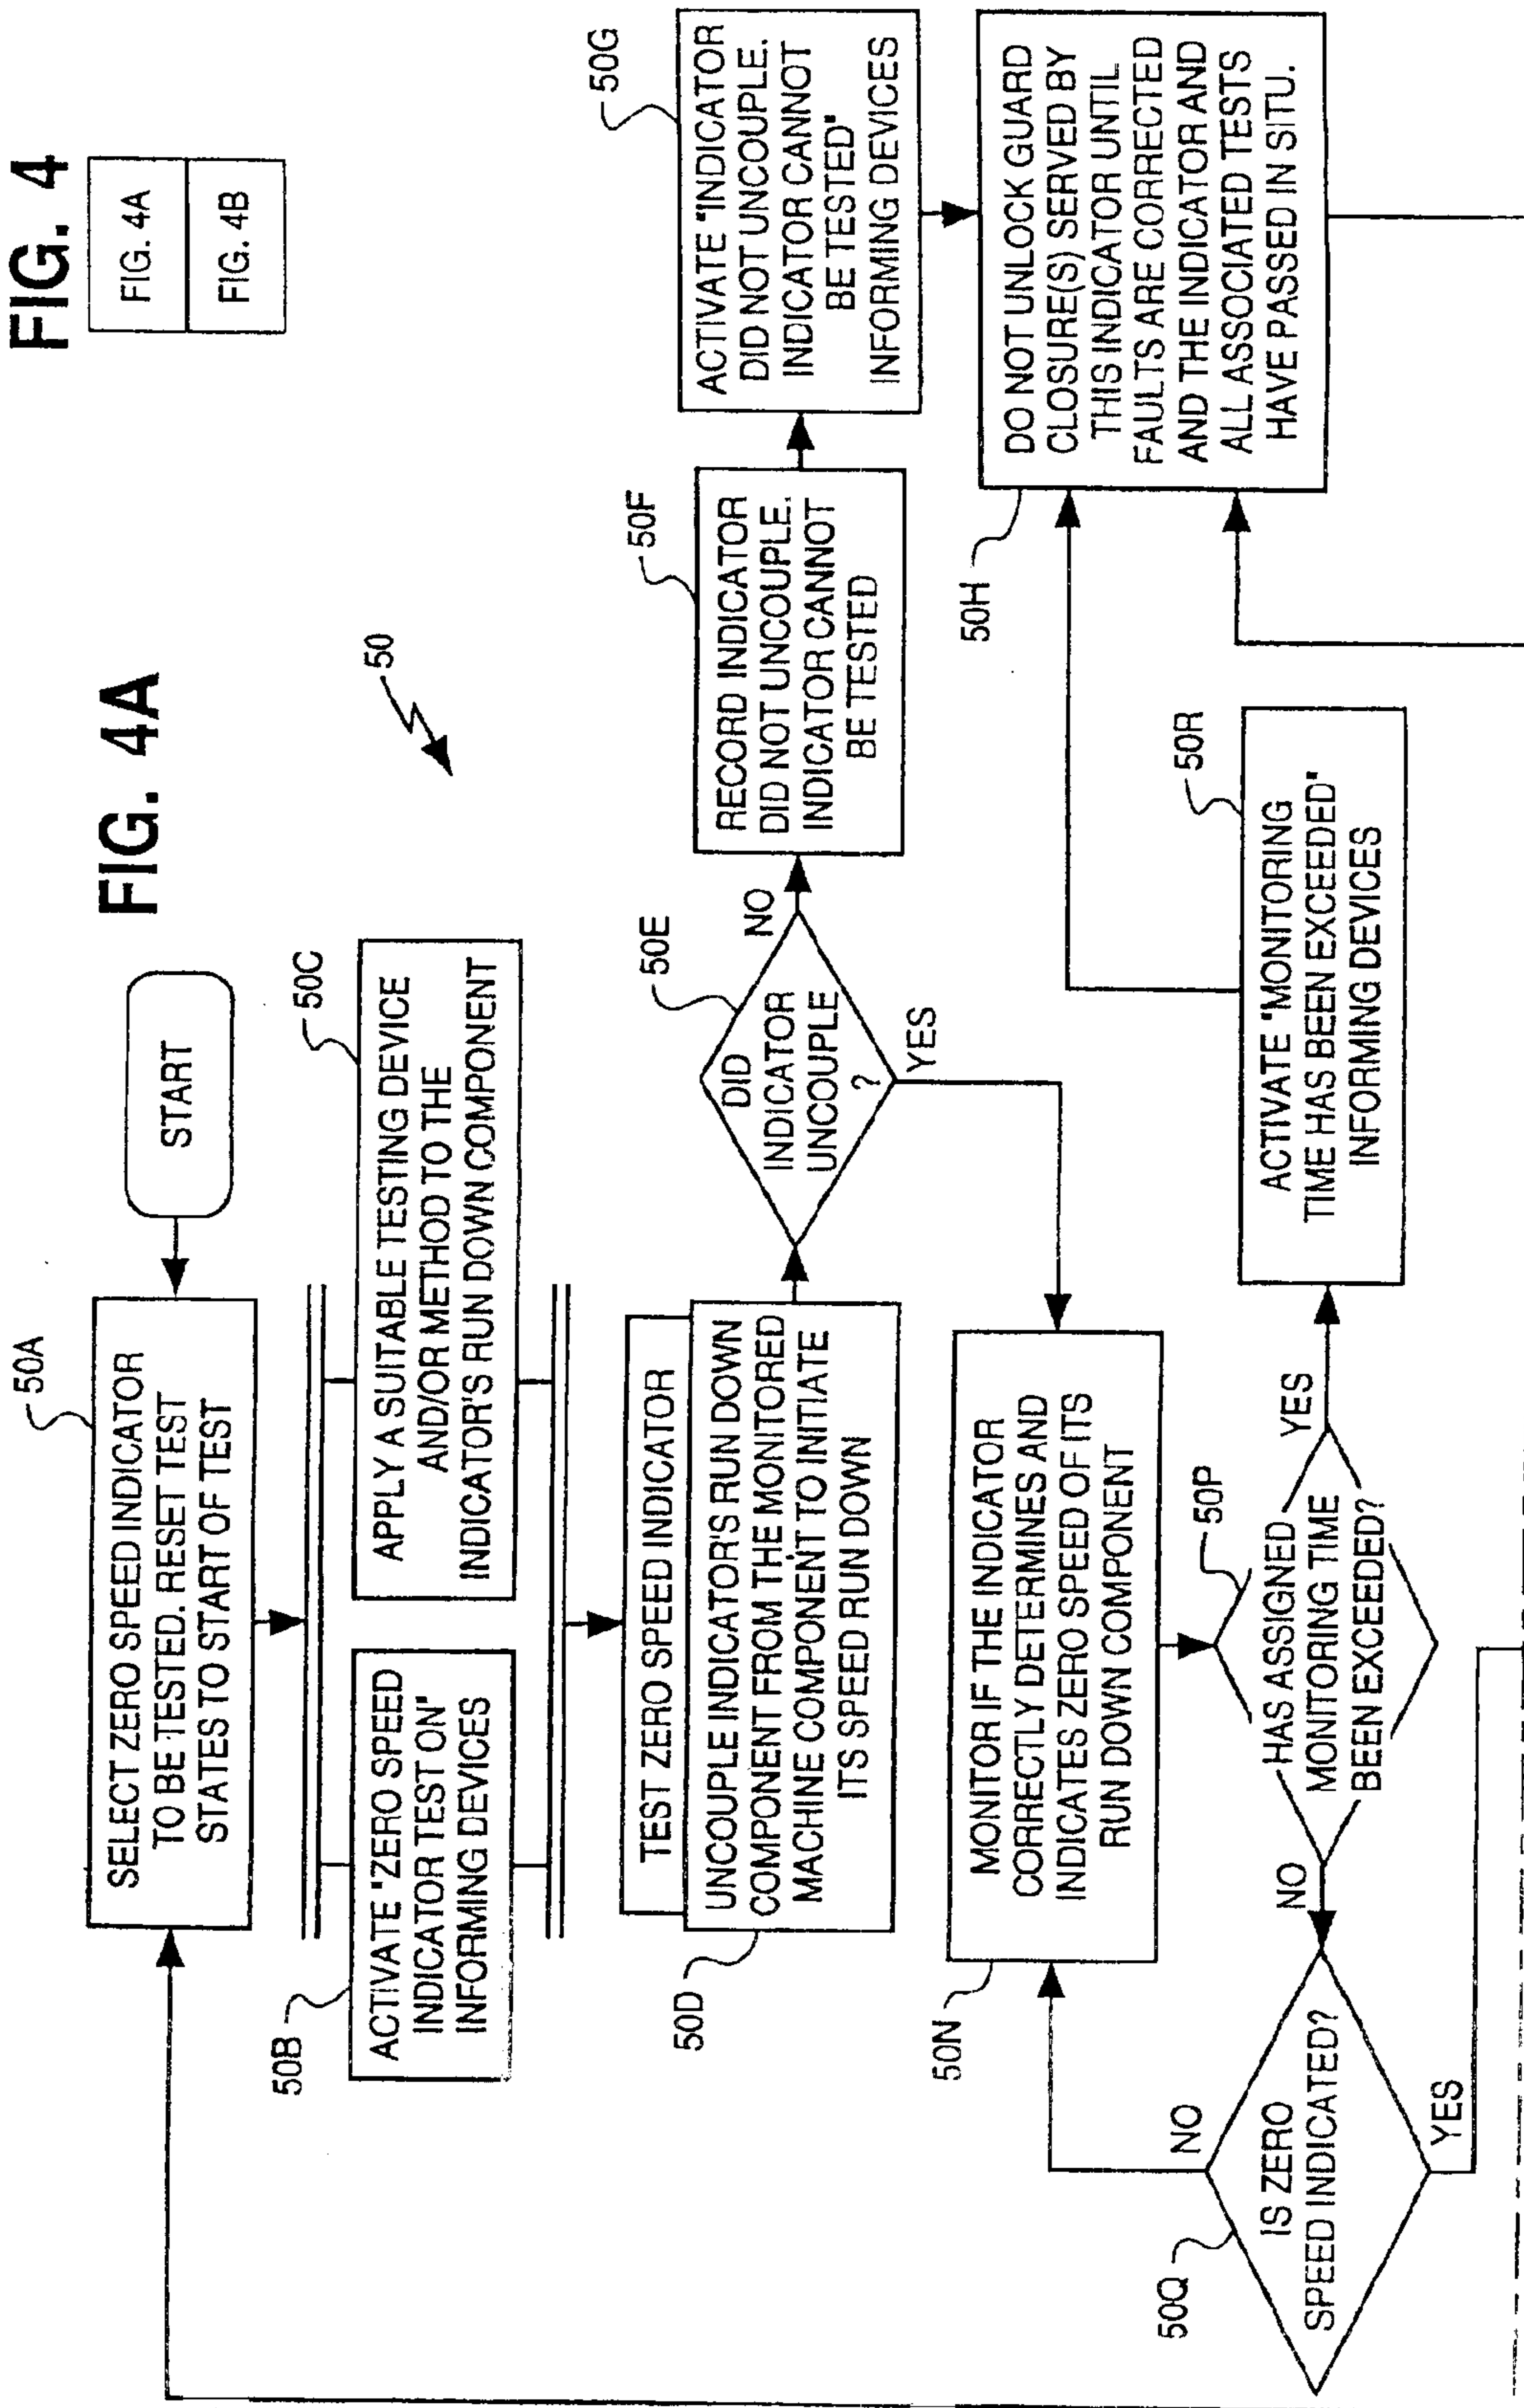 FIG. 4
FIG. 4A
FIG. 4B
FIG. 4A
START
50
50A
SELECT ZERO SPEED INDICATOR
TO BE TESTED. RESET TEST
STATES TO START OF TEST
50B
ACTIVATE "ZERO SPEED
INDICATOR TEST ON"
INFORMING DEVICES
50C
APPLY A SUITABLE TESTING DEVICE
AND/OR METHOD TO THE
INDICATOR'S RUN DOWN COMPONENT
TEST ZERO SPEED INDICATOR
50D
UNCOUPLE INDICATOR'S RUN DOWN
COMPONENT FROM THE MONITORED
MACHINE COMPONENT TO INITIATE
ITS SPEED RUN DOWN
50E
DID
INDICATOR
UNCOUPLE
?
NO
YES
50F
RECORD INDICATOR
DID NOT UNCOUPLE.
INDICATOR CANNOT
BE TESTED
50G
ACTIVATE "INDICATOR
DID NOT UNCOUPLE.
INDICATOR CANNOT
BE TESTED"
INFORMING DEVICES
50H
DO NOT UNLOCK GUARD
CLOSURE(S) SERVED BY
THIS INDICATOR UNTIL
FAULTS ARE CORRECTED
AND THE INDICATOR AND
ALL ASSOCIATED TESTS
HAVE PASSED IN SITU.
50N
MONITOR IF THE INDICATOR
CORRECTLY DETERMINES AND
INDICATES ZERO SPEED OF ITS
RUN DOWN COMPONENT
50P
HAS ASSIGNED
MONITORING TIME
BEEN EXCEEDED?
YES
NO
50R
ACTIVATE "MONITORING
TIME HAS BEEN EXCEEDED"
INFORMING DEVICES
50Q
IS ZERO
SPEED INDICATED?
NO
YES